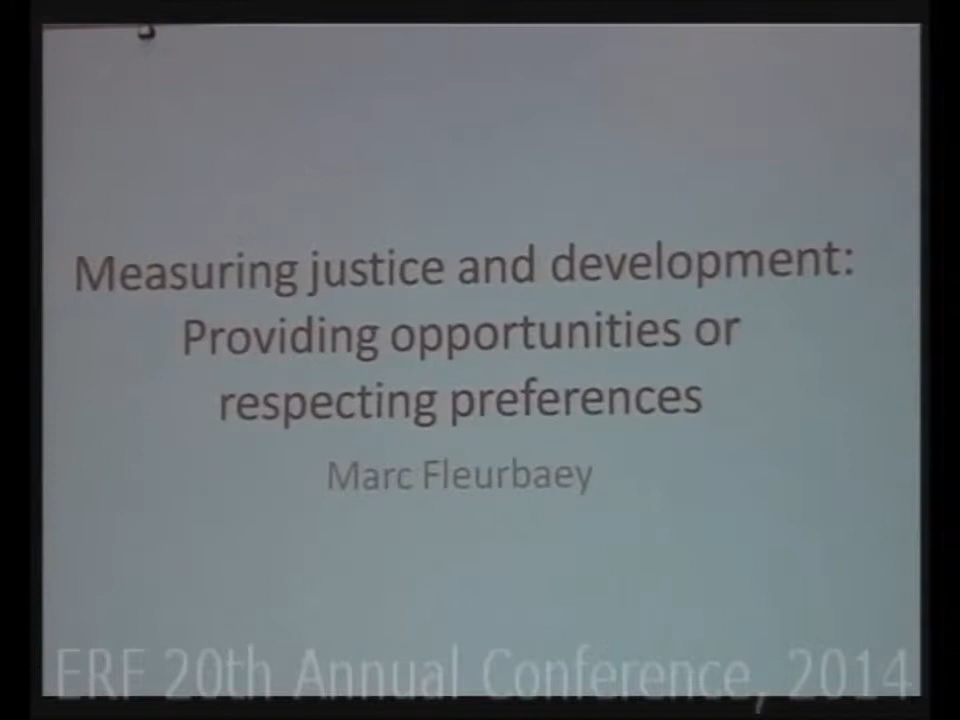 Measuring justice and development:
Providing opportunities or
respecting preferences
Marc Fleurbaey
ERF 20th Annual Conference, 2014